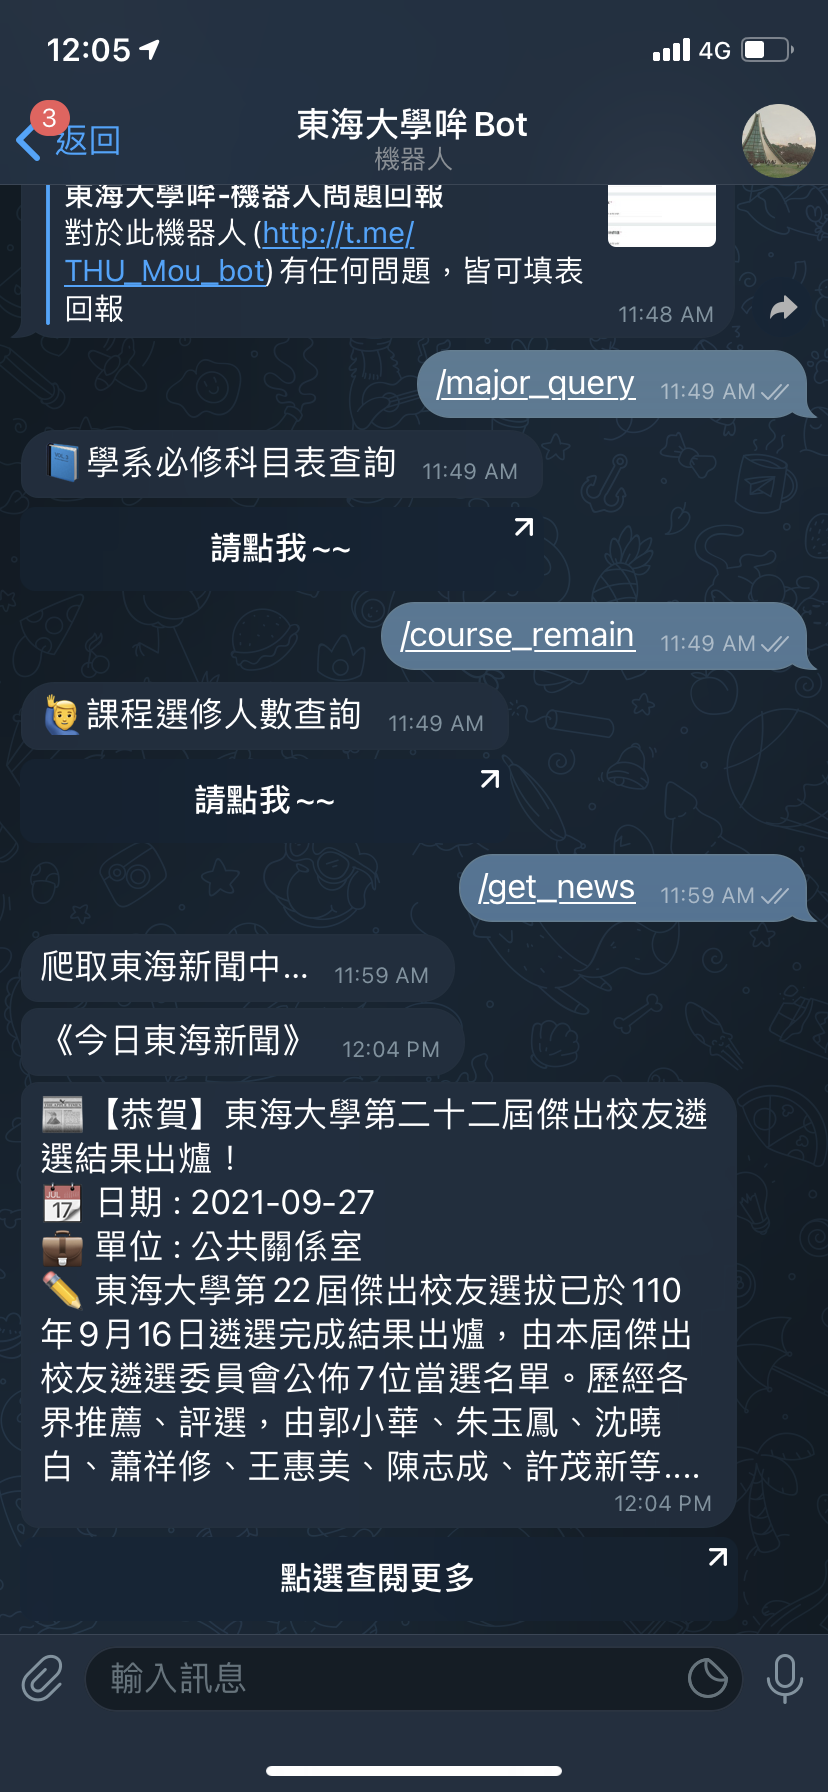 12:05
4G
3
返回
東海大學哞 Bot
機器人
東海大學哞-機器人問題回報
對於此機器人 (http://t.me/
THU_Mou_bot) 有任何問題，皆可填表
回報
11:48 AM
/major_query 11:49 AM
學系必修科目表查詢 11:49 AM
請點我~~
/course_remain 11:49 AM
課程選修人數查詢 11:49 AM
請點我~~
/get_news 11:59 AM
爬取東海新聞中... 11:59 AM
《今日東海新聞》 12:04 PM
【恭賀】東海大學第二十二屆傑出校友遴
選結果出爐！
JUL
17
日期 : 2021-09-27
單位 : 公共關係室
東海大學第22屆傑出校友選拔已於110
年9月16日遴選完成結果出爐，由本屆傑出
校友遴選委員會公佈7位當選名單。歷經各
界推薦、評選，由郭小華、朱玉鳳、沈曉
白、蕭祥修、王惠美、陳志成、許茂新等....
12:04 PM
點選查閱更多
輸入訊息